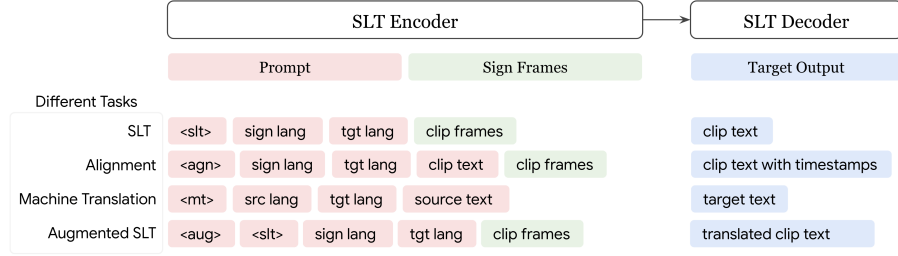 SLT Encoder SLT Decoder
Prompt Sign Frames Target Output
Different Tasks
SLT <slt> sign lang tgt lang clip frames clip text
Alignment <agn> sign lang tgt lang clip text clip frames clip text with timestamps
Machine Translation <mt> src lang tgt lang source text target text
Augmented SLT <aug> <slt> sign lang tgt lang clip frames translated clip text